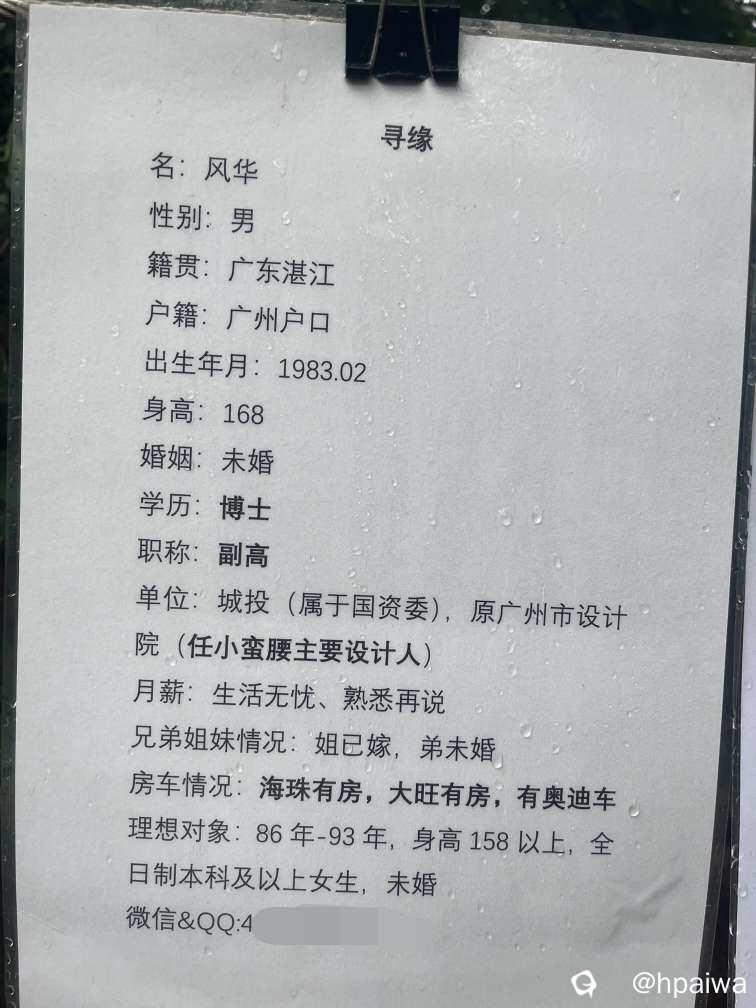 寻缘
名：风华
性别：男
籍贯：广东湛江
户籍：广州户口
出生年月：1983.02
身高：168
婚姻：未婚
学历：博士
职称：副高
单位：城投（属于国资委），原广州市设计
院（任小蛮腰主要设计人）
月薪：生活无忧、熟悉再说
兄弟姐妹情况：姐已嫁，弟未婚
房车情况：海珠有房，大旺有房，有奥迪车
理想对象：86年-93年，身高158以上，全
日制本科及以上女生，未婚
微信&QQ:4
@hpaiwa